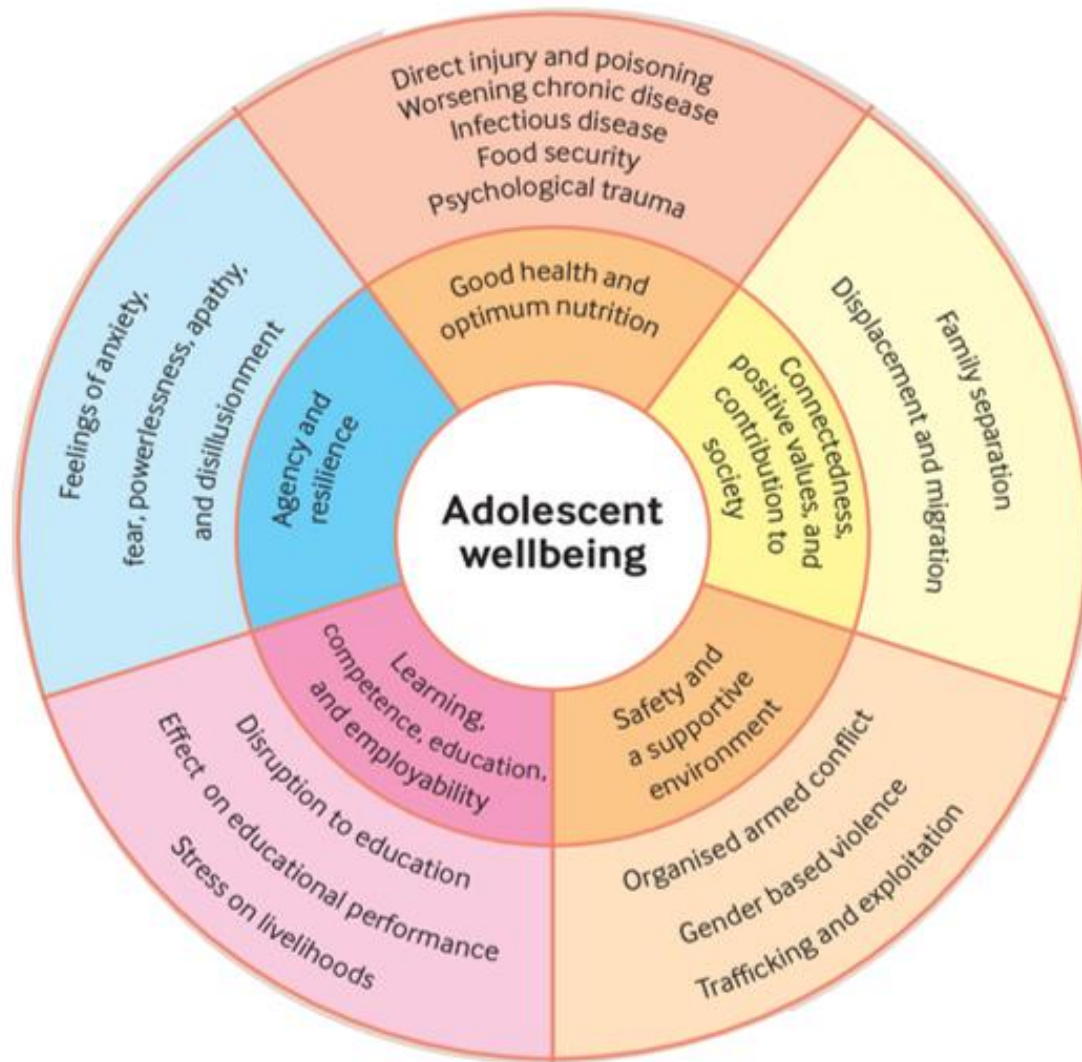 Adolescent
wellbeing
Direct injury and poisoning
Worsening chronic disease
Infectious disease
Food security
Psychological trauma
Good health and
optimum nutrition
Family separation
Displacement and migration
Connectedness,
positive values, and
contribution to
society
Safety and
a supportive
environment
Organised armed conflict
Gender based violence
Trafficking and exploitation
Learning,
competence, education,
and employability
Disruption to education
Effect on educational performance
Stress on livelihoods
Agency and
resilience
Feelings of anxiety,
fear, powerlessness, apathy,
and disillusionment